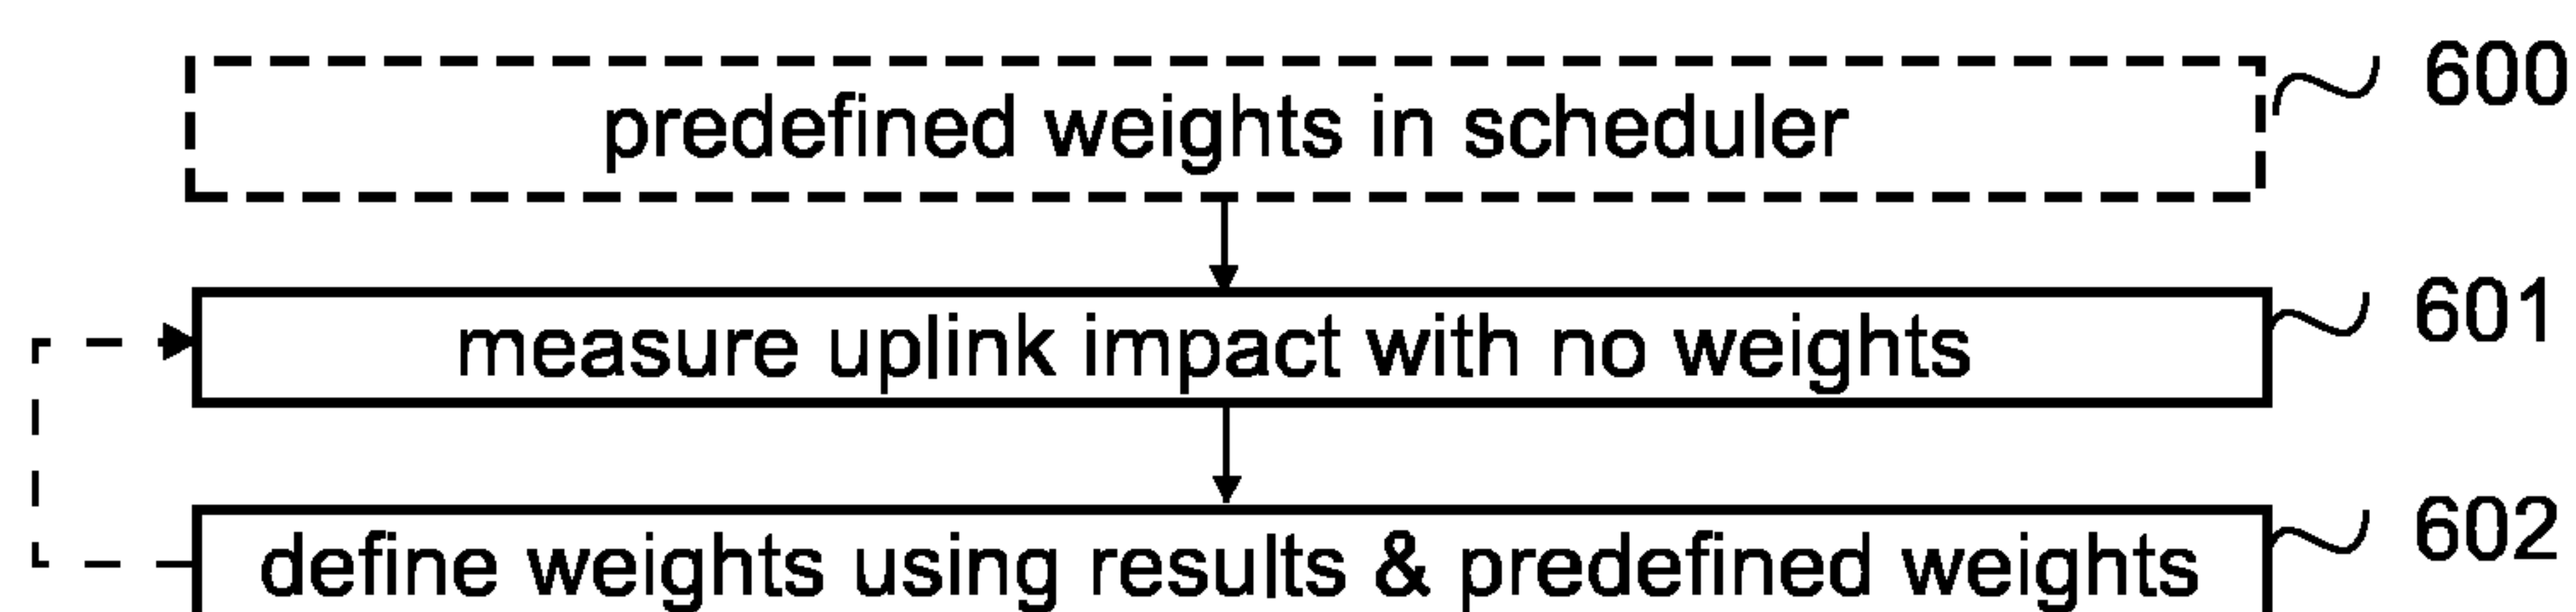 predefined weights in scheduler
600
measure uplink impact with no weights
601
define weights using results & predefined weights
602